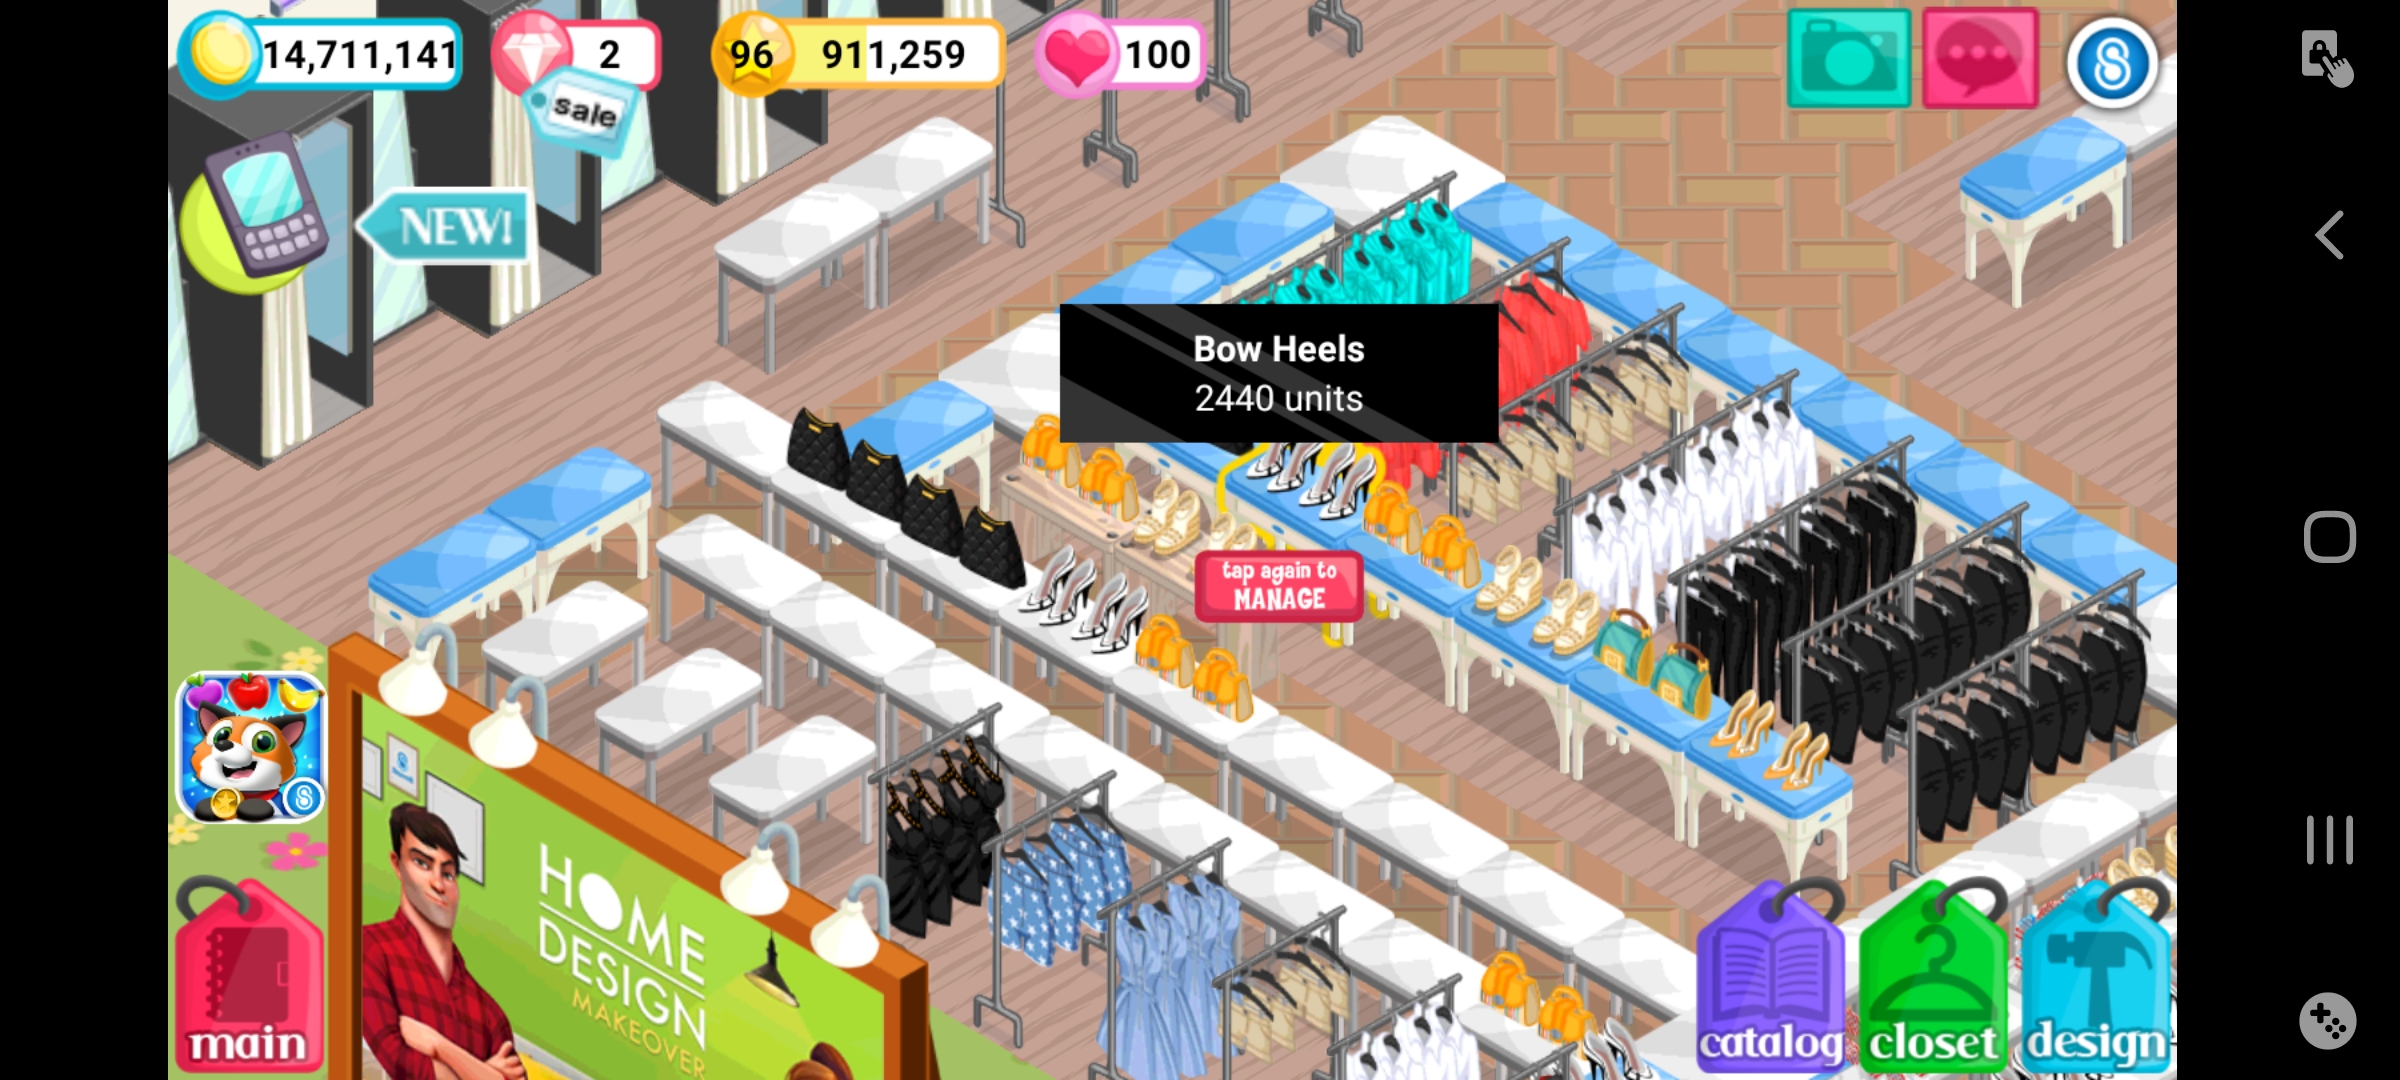 14,711,141
2
96
911,259
100
sale
NEW!
Bow Heels
2440 units
tap again to
MANAGE
HOME
DESIGN
MAKEOVER
main
catalog
closet
design